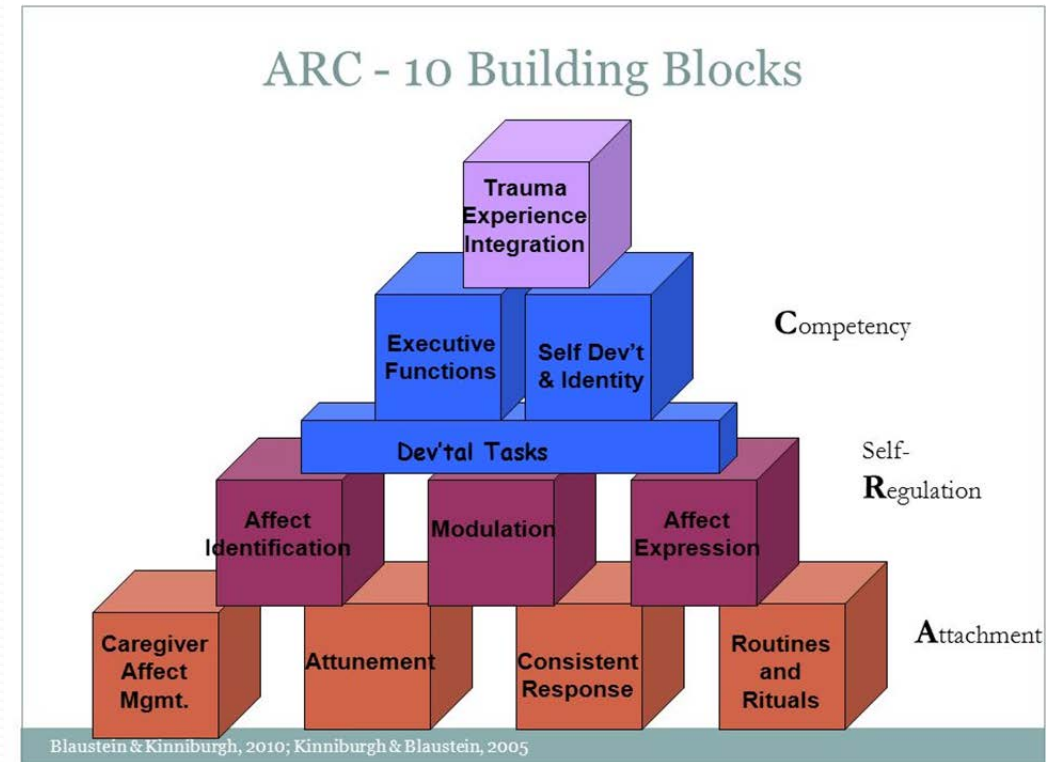 ARC - 10 Building Blocks
Trauma
Experience
Integration
Executive
Functions
Self Dev't
& Identity
Competency
Dev'tal Tasks
Self-
Regulation
Affect
Identification
Modulation
Affect
Expression
Caregiver
Affect
Mgmt.
Attunement
Consistent
Response
Routines
and
Rituals
Attachment
Blaustein & Kinniburgh, 2010; Kinniburgh & Blaustein, 2005